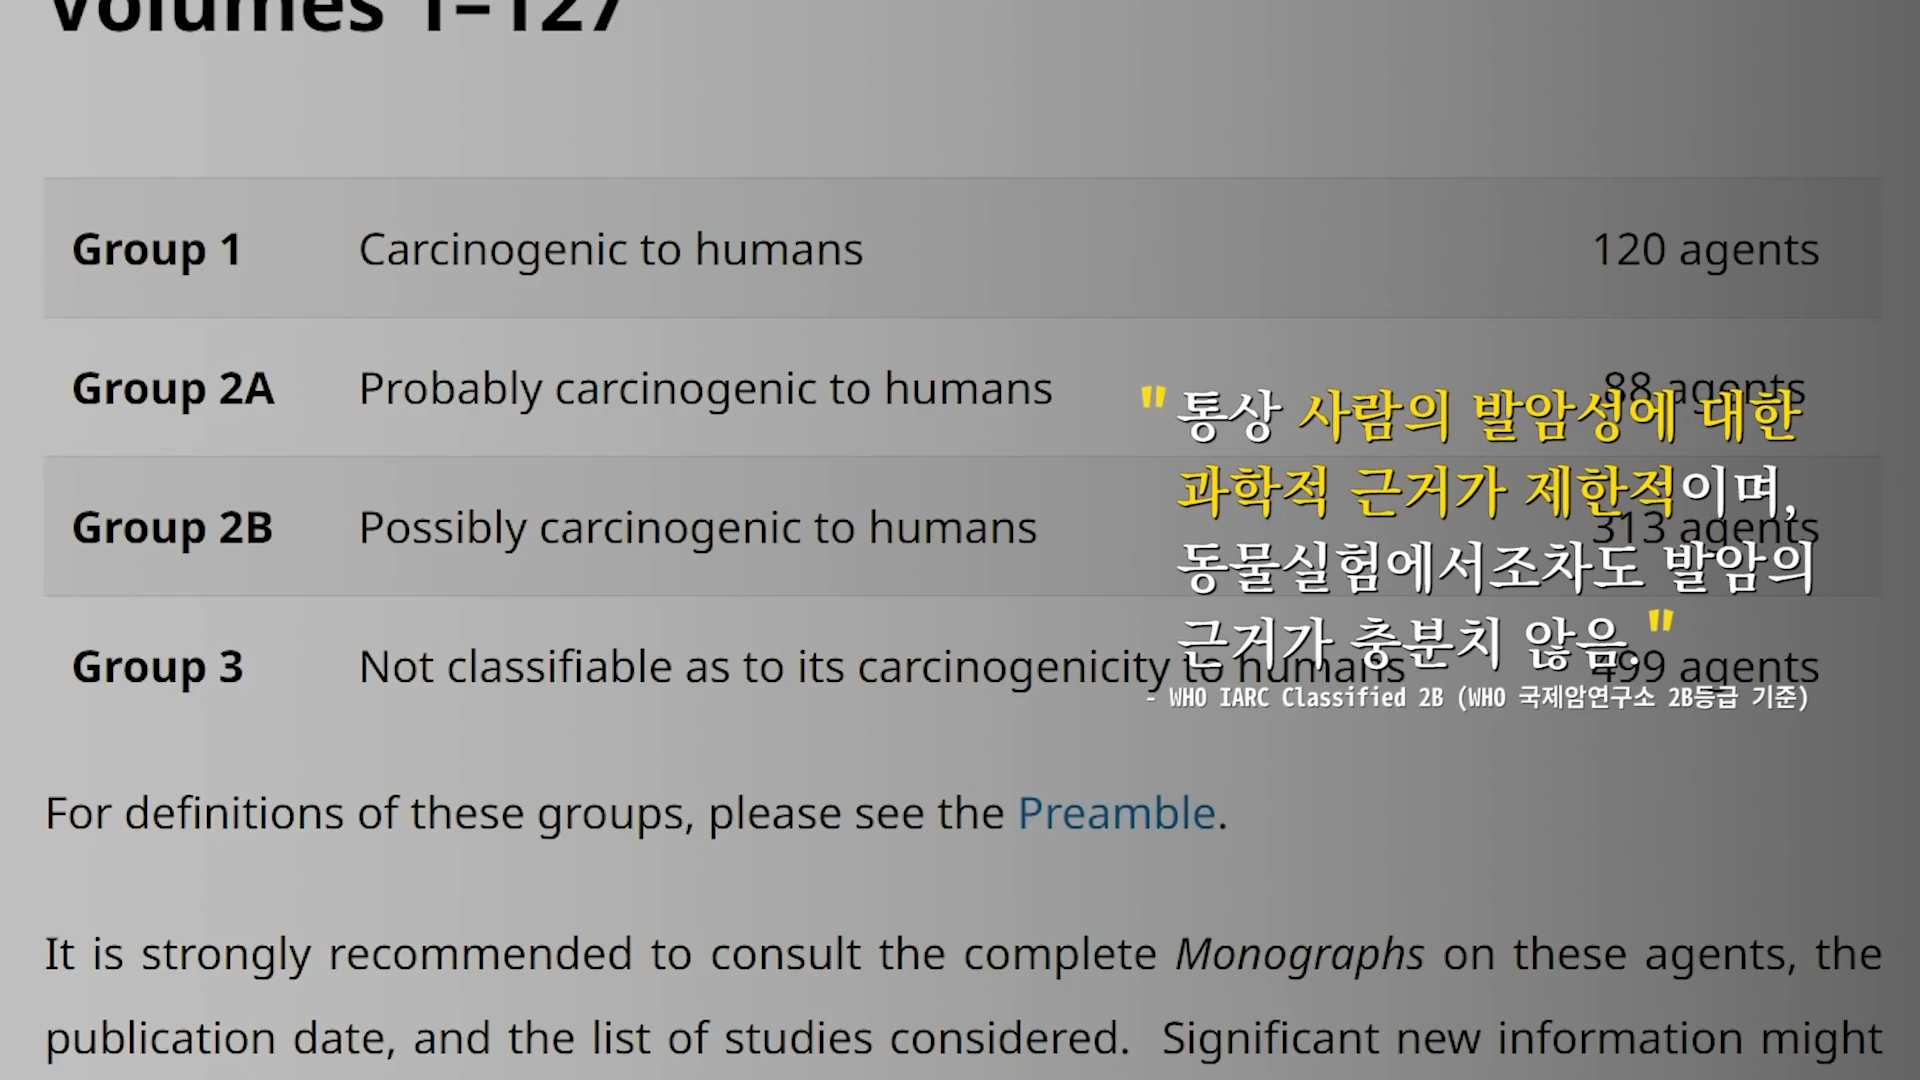 Volumes 1–127
Group 1 Carcinogenic to humans 120 agents
Group 2A Probably carcinogenic to humans 88 agents
Group 2B Possibly carcinogenic to humans 313 agents
Group 3 Not classifiable as to its carcinogenicity to humans 499 agents
"통상 사람의 발암성에 대한
과학적 근거가 제한적이며,
동물실험에서조차도 발암의
근거가 충분치 않음."
- WHO IARC Classified 2B (WHO 국제암연구소 2B등급 기준)
For definitions of these groups, please see the Preamble.
It is strongly recommended to consult the complete Monographs on these agents, the
publication date, and the list of studies considered. Significant new information might